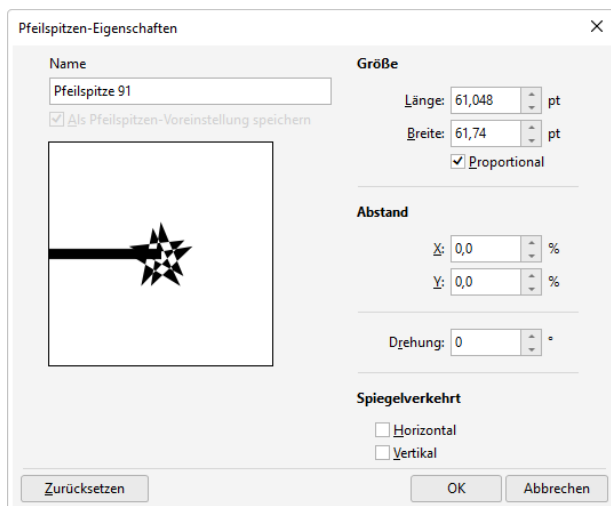 Pfeilspitzen-Eigenschaften
Name
Pfeilspitze 91
Als Pfeilspitzen-Voreinstellung speichern
Größe
Länge: 61,048 pt
Breite: 61,74 pt
Proportional
Abstand
X: 0,0 %
Y: 0,0 %
Drehung: 0 °
Spiegelverkehrt
Horizontal
Vertikal
Zurücksetzen OK Abbrechen